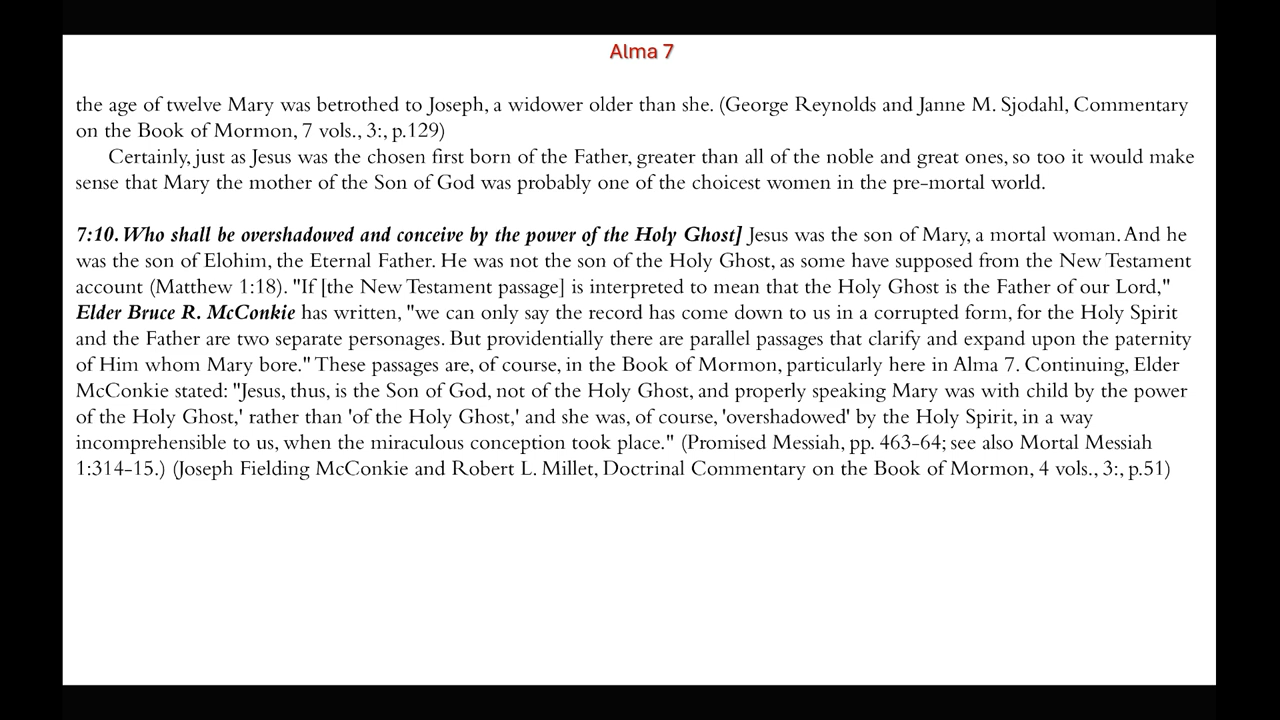 Alma 7
the age of twelve Mary was betrothed to Joseph, a widower older than she. (George Reynolds and Janne M. Sjodahl, Commentary
on the Book of Mormon, 7 vols., 3:, p.129)
Certainly, just as Jesus was the chosen first born of the Father, greater than all of the noble and great ones, so too it would make
sense that Mary the mother of the Son of God was probably one of the choicest women in the pre-mortal world.
7:10. Who shall be overshadowed and conceive by the power of the Holy Ghost] Jesus was the son of Mary, a mortal woman. And he
was the son of Elohim, the Eternal Father. He was not the son of the Holy Ghost, as some have supposed from the New Testament
account (Matthew 1:18). "If [the New Testament passage] is interpreted to mean that the Holy Ghost is the Father of our Lord,"
Elder Bruce R. McConkie has written, "we can only say the record has come down to us in a corrupted form, for the Holy Spirit
and the Father are two separate personages. But providentially there are parallel passages that clarify and expand upon the paternity
of Him whom Mary bore." These passages are, of course, in the Book of Mormon, particularly here in Alma 7. Continuing, Elder
McConkie stated: "Jesus, thus, is the Son of God, not of the Holy Ghost, and properly speaking Mary was with child by the power
of the Holy Ghost,' rather than 'of the Holy Ghost,' and she was, of course, 'overshadowed' by the Holy Spirit, in a way
incomprehensible to us, when the miraculous conception took place." (Promised Messiah, pp. 463-64; see also Mortal Messiah
1:314-15.) (Joseph Fielding McConkie and Robert L. Millet, Doctrinal Commentary on the Book of Mormon, 4 vols., 3:, p.51)